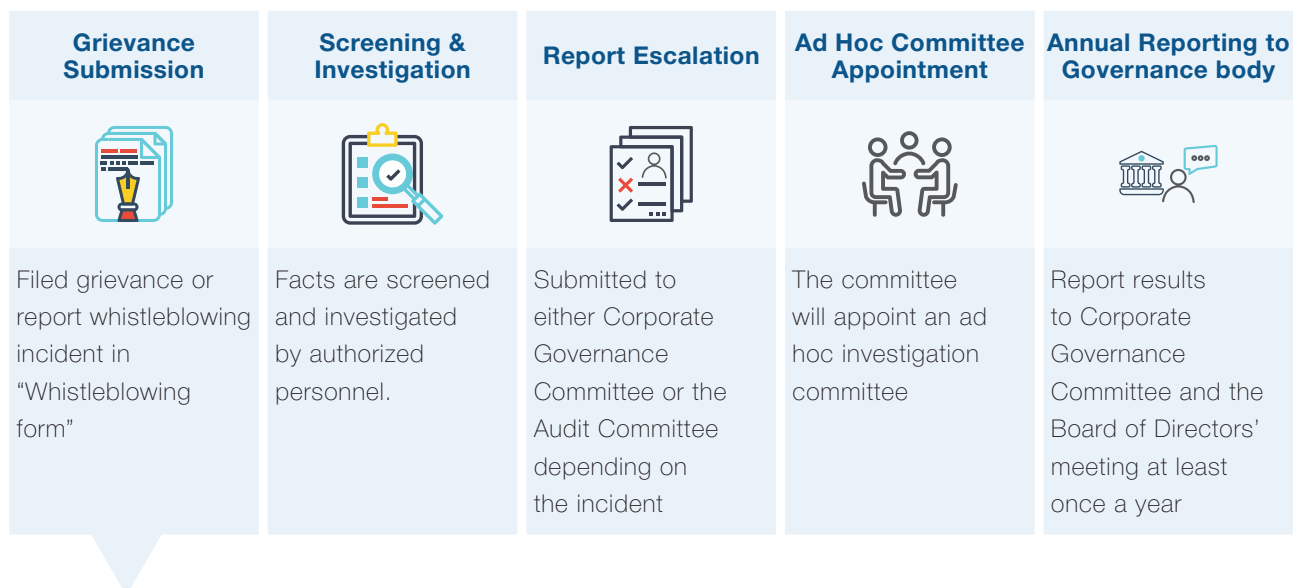 Grievance
Submission
Screening &
Investigation
Report Escalation
Ad Hoc Committee
Appointment
Annual Reporting to
Governance body
Filed grievance or
report whistleblowing
incident in
“Whistleblowing
form”
Facts are screened
and investigated
by authorized
personnel.
Submitted to
either Corporate
Governance
Committee or the
Audit Committee
depending on
the incident
The committee
will appoint an ad
hoc investigation
committee
Report results
to Corporate
Governance
Committee and the
Board of Directors’
meeting at least
once a year